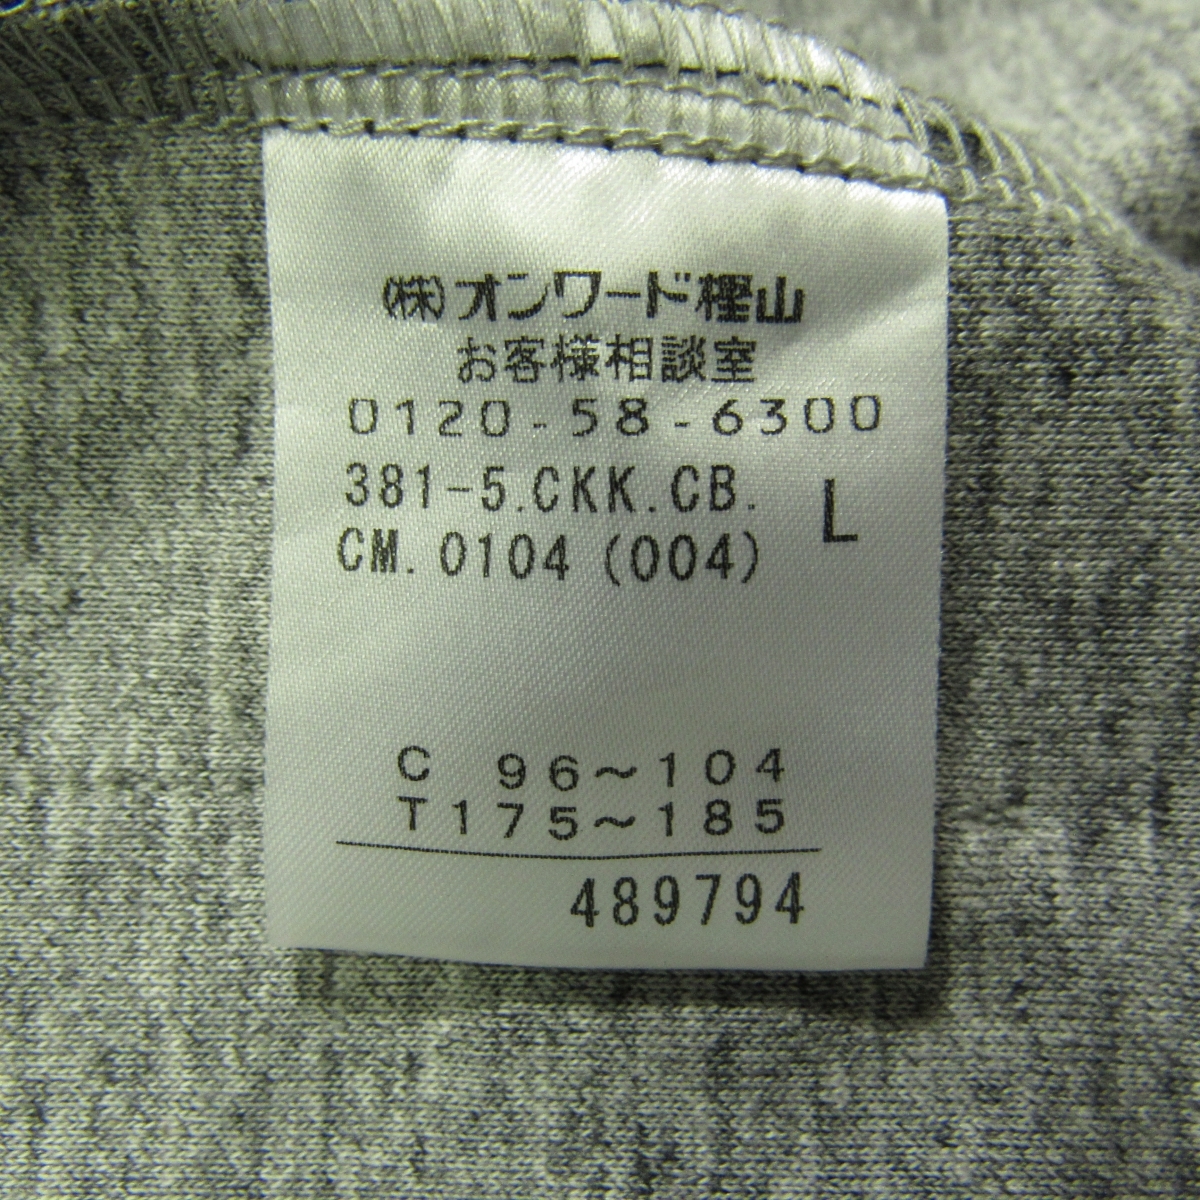 (株)オンワード樫山
お客様相談室
0120-58-6300
381-5.CKK.CB.
L
CM.0104(004)
C 96〜104
T175〜185
489794